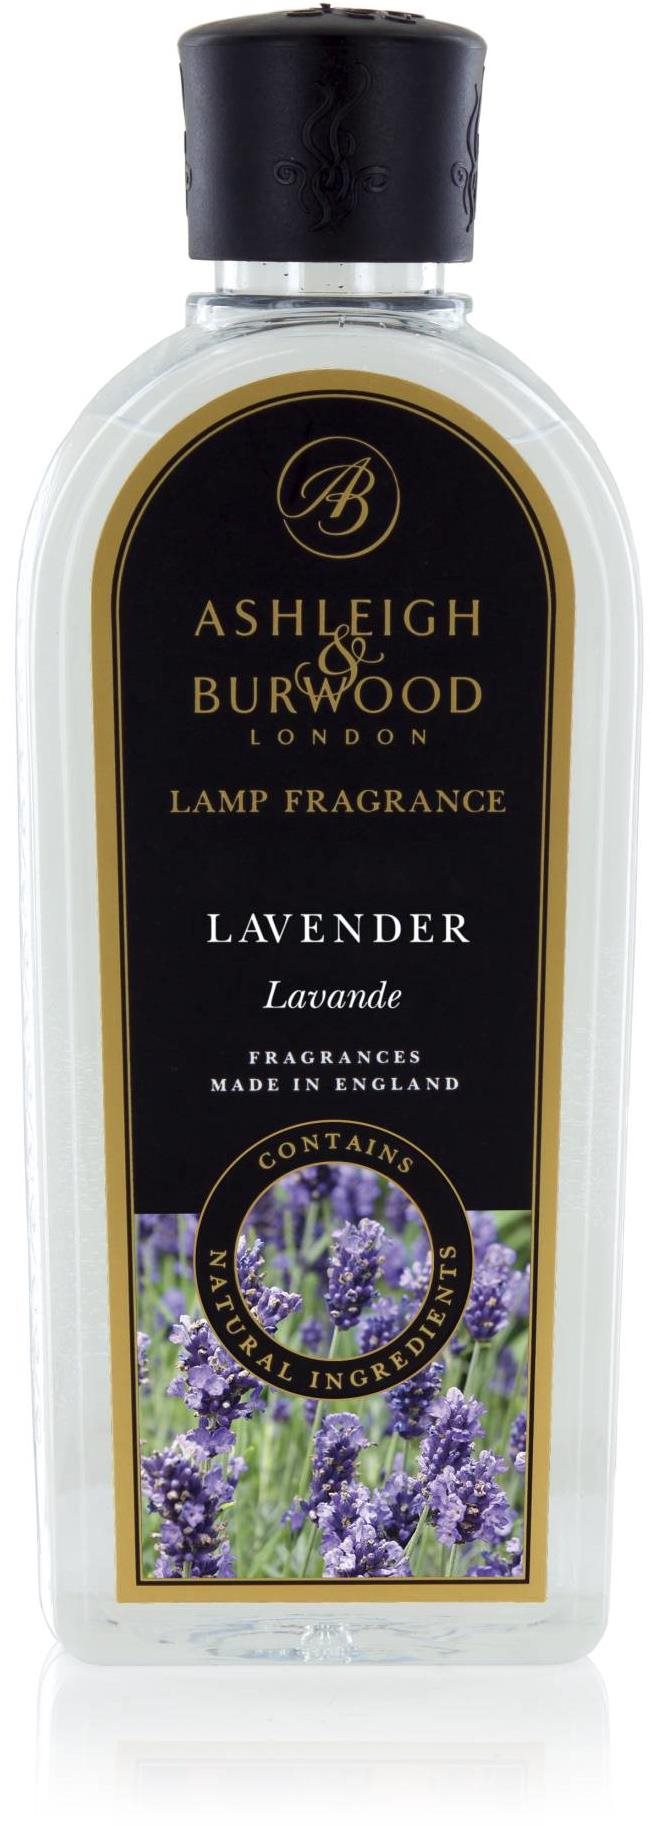 AB
ASHLEIGH
&
BURWOOD
LONDON
LAMP FRAGRANCE
LAVENDER
Lavande
FRAGRANCES
MADE IN ENGLAND
CONTAINS
NATURAL INGREDIENTS